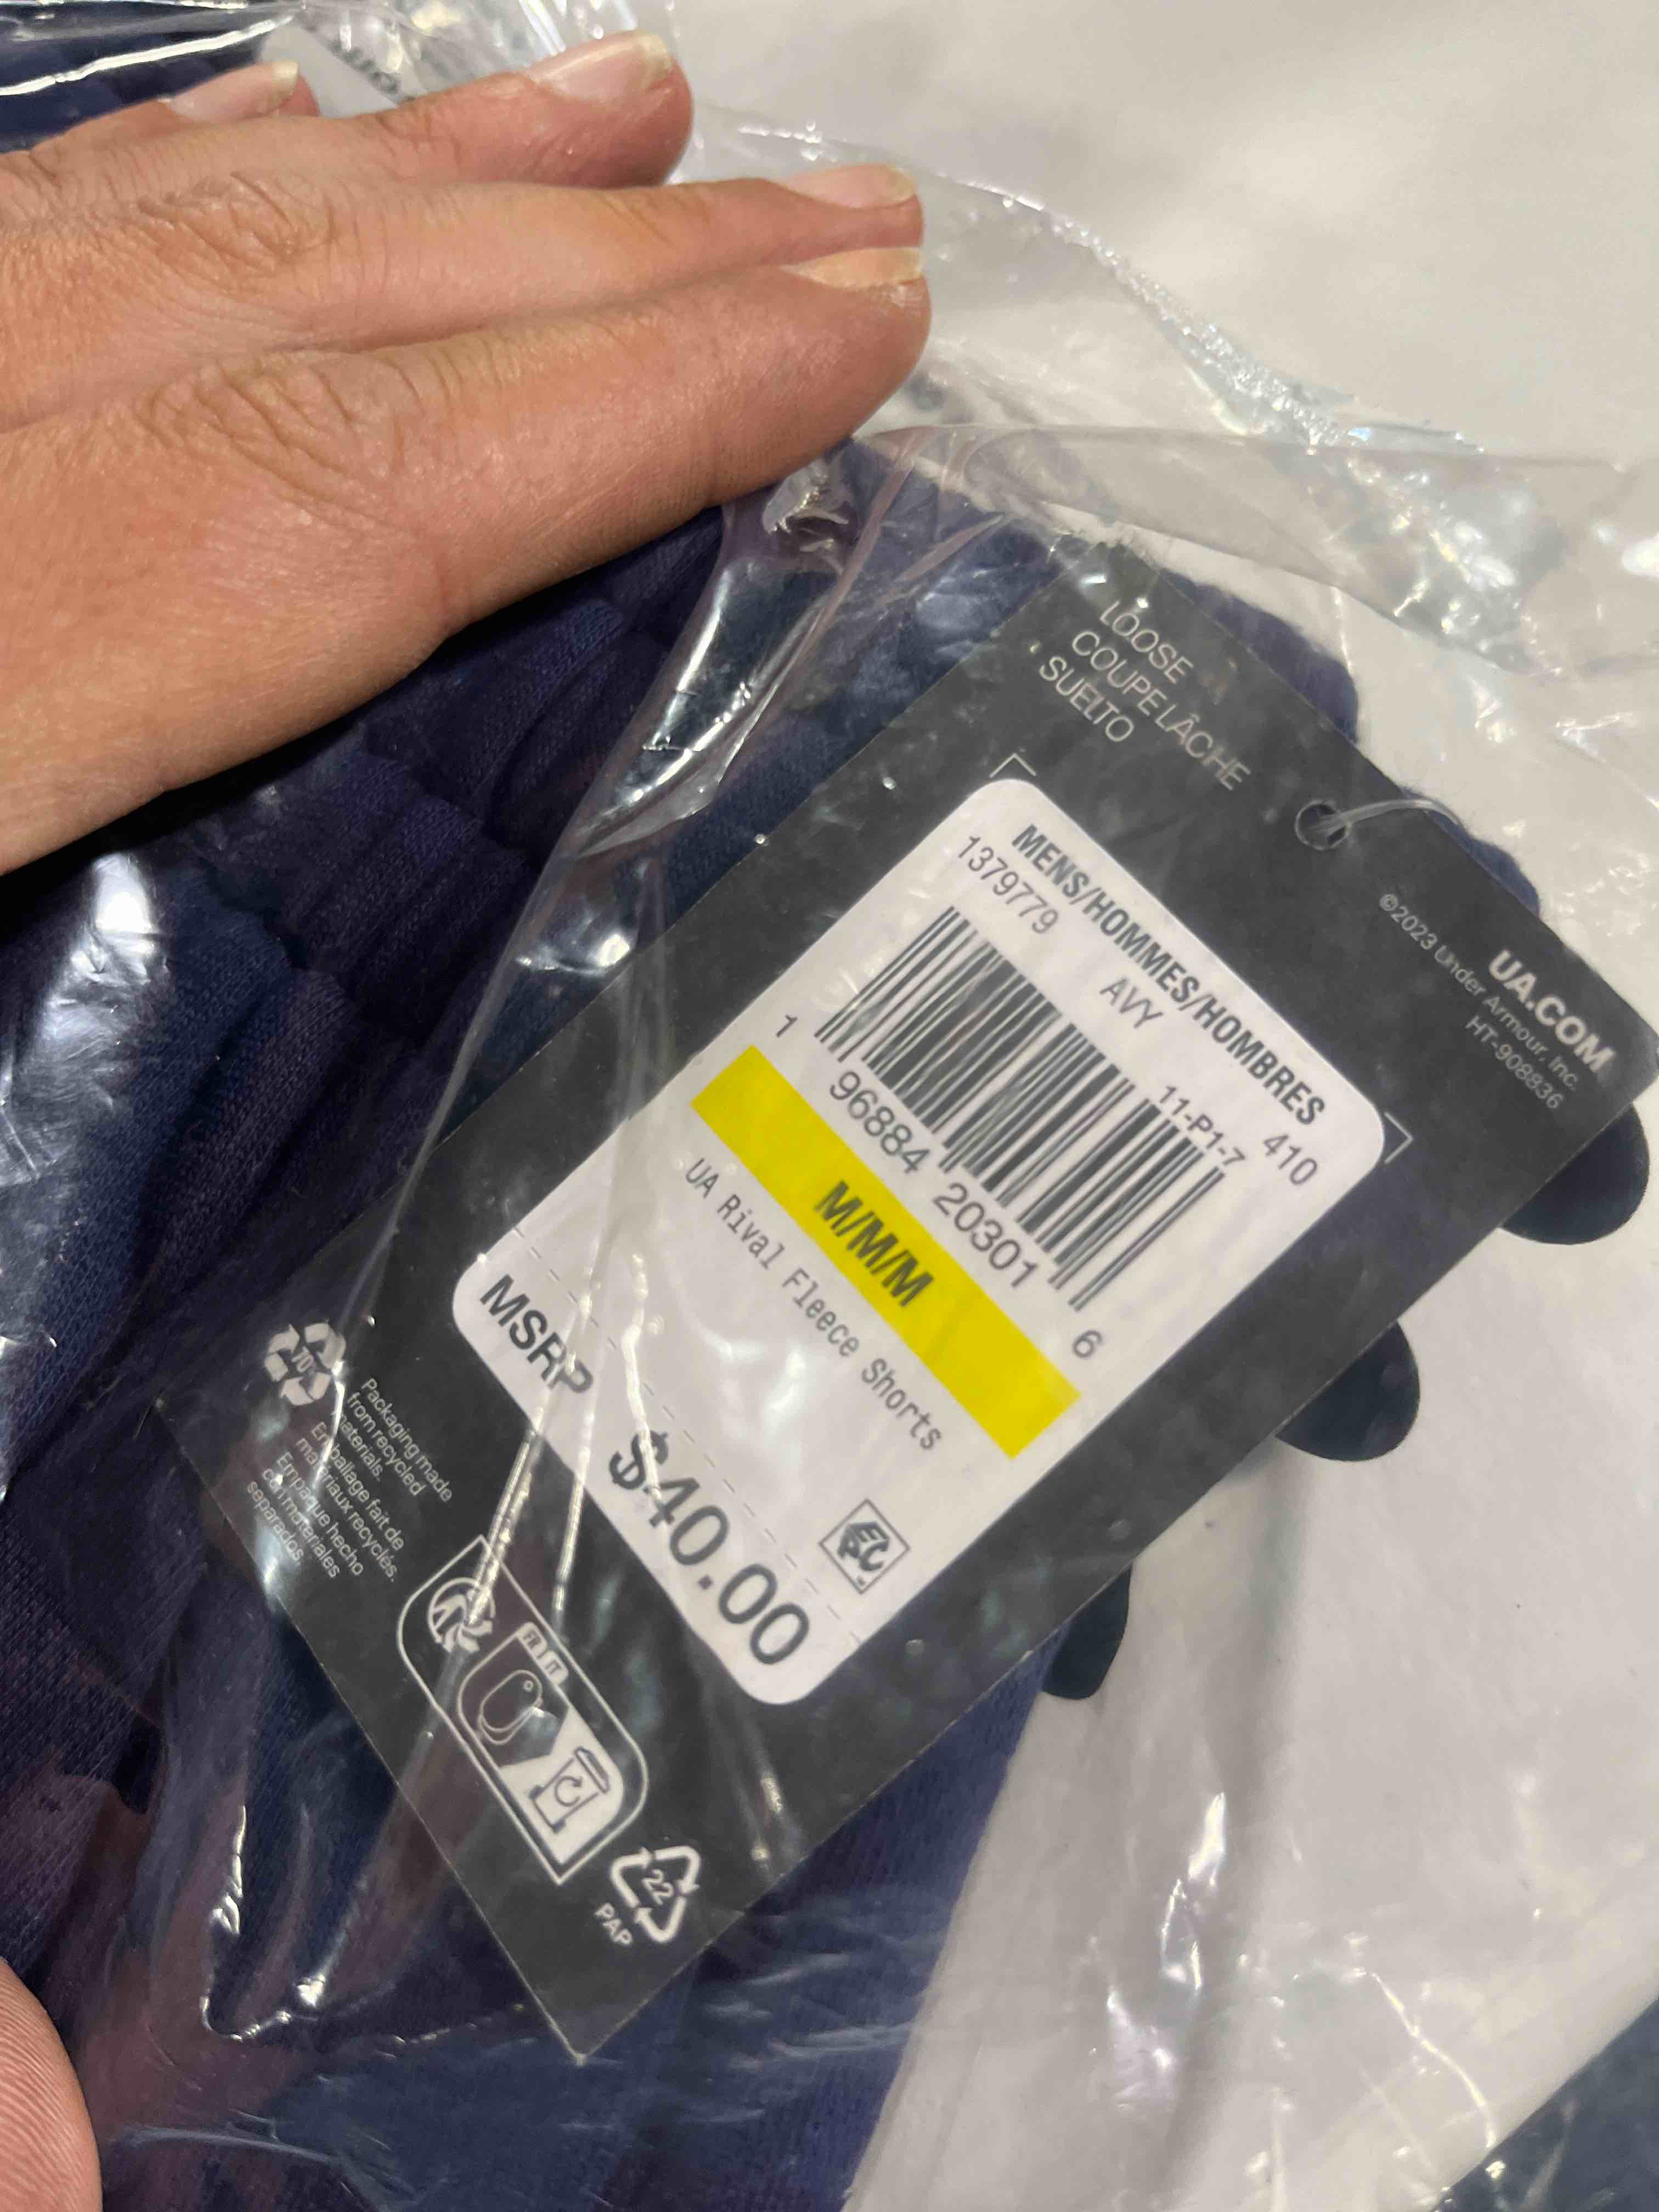 LOOSE
COUPE LÂCHE
SUELTO
UA.COM
©2023 Under Armour, Inc.
HT-908836
MENS/HOMMES/HOMBRES
1379779 AVY 410
11-P1-7
1 96884 20301 6
M/M/M
UA Rival Fleece Shorts
EPC
MSRP
$40.00
Packaging made
from recycled
materials.
Emballage fait de
matériaux recyclés.
Empaque hecho
con materiales
separados.
FR
22
PAP